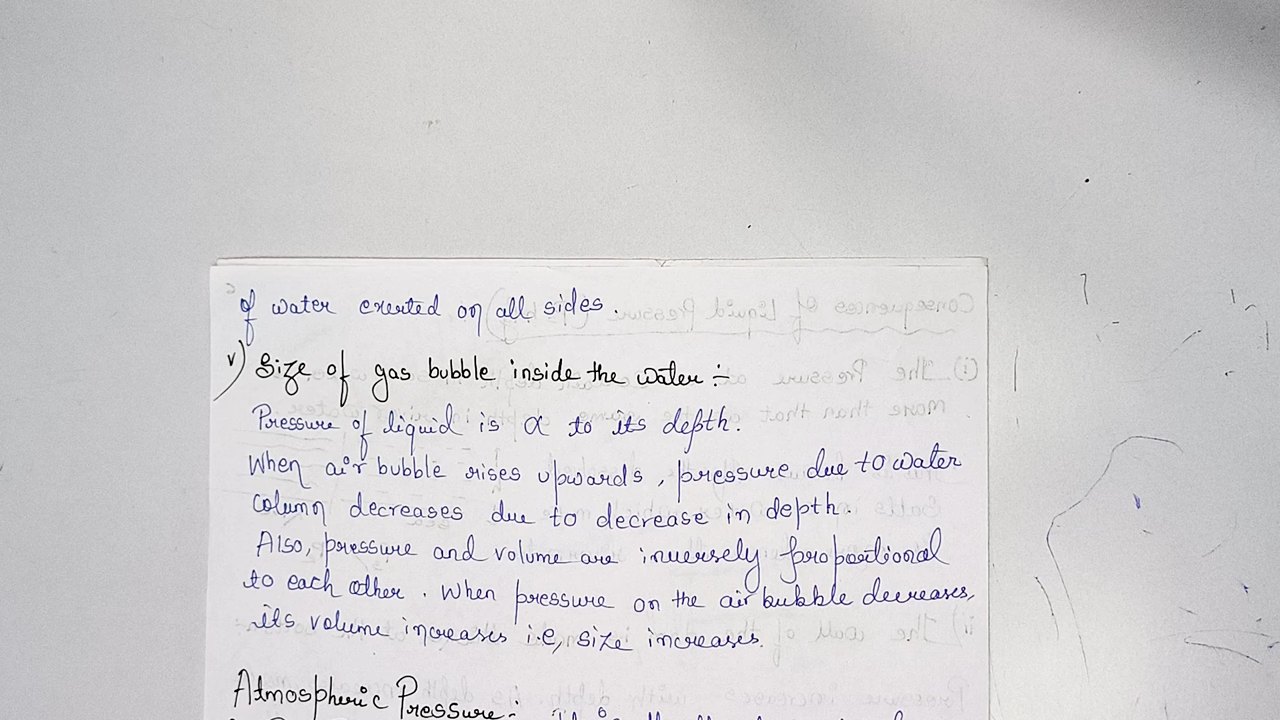 of water exerted on all sides.
v) Size of gas bubble inside the water :-
Pressure of liquid is α to its depth.
When air bubble rises upwards, pressure due to water
column decreases due to decrease in depth.
Also, pressure and volume are inversely proportional
to each other. When pressure on the air bubble decreases,
its volume increases i.e, size increases.
Atmospheric Pressure:-